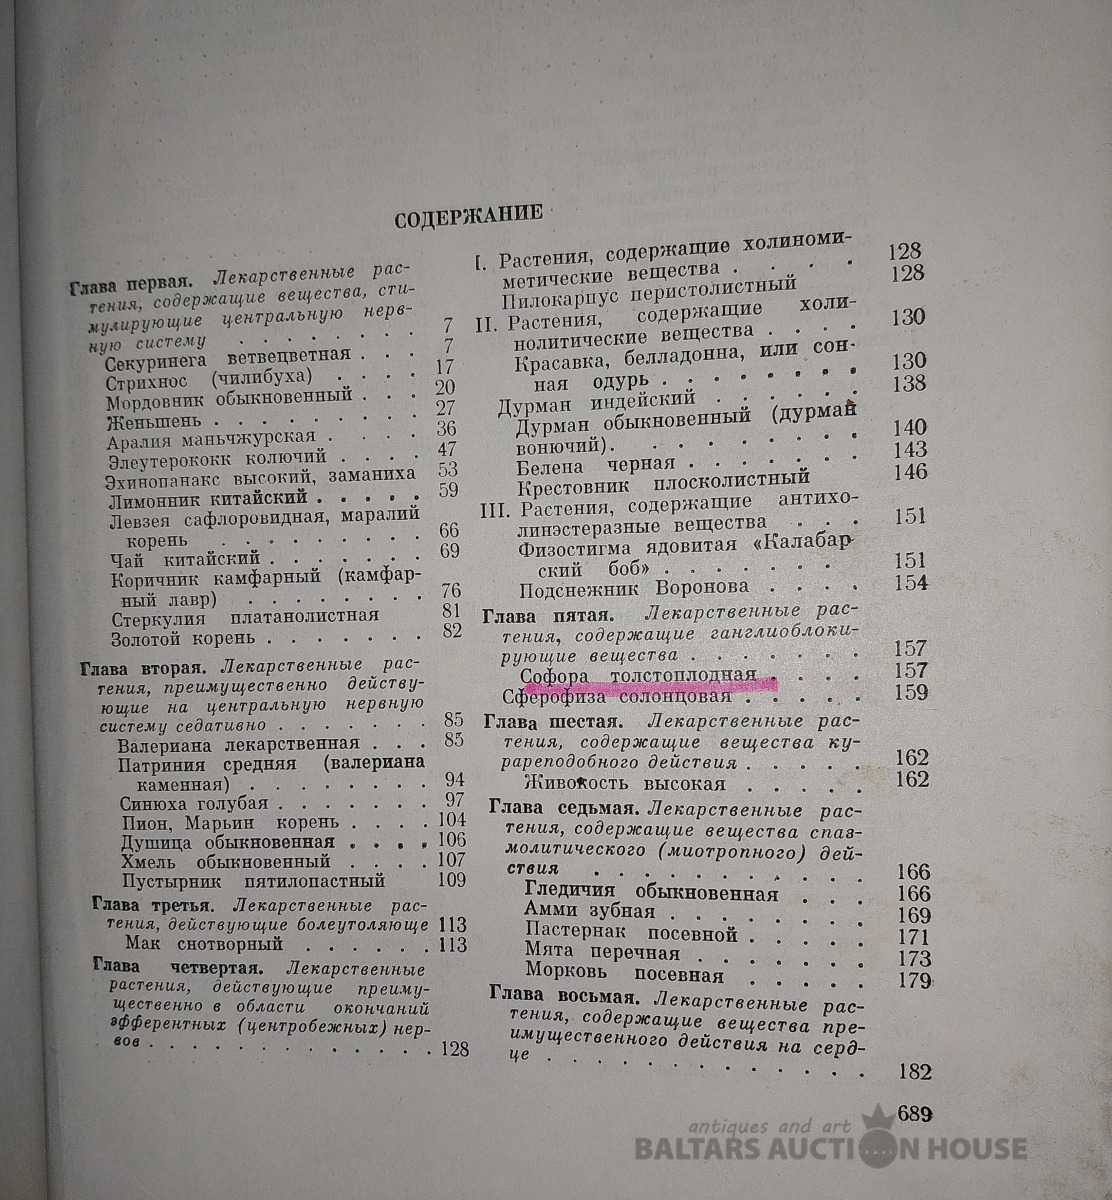 СОДЕРЖАНИЕ
Глава первая. Лекарственные рас-
тения, содержащие вещества, сти-
мулирующие центральную нерв-
ную систему . . . . . . . 7
Секуринега ветвецветная . . . 7
Стрихнос (чилибуха) . . . . 17
Мордовник обыкновенный . . . 20
Женьшень . . . . . . . . 27
Аралия маньчжурская . . . . 36
Элеутерококк колючий . . . . 47
Эхинопанакс высокий, заманиха 53
Лимонник китайский . . . . . 59
Левзея сафлоровидная, маралий
корень . . . . . . . . . 66
Чай китайский . . . . . . . 69
Коричник камфарный (камфар-
ный лавр) . . . . . . . . 76
Стеркулия платанолистная 81
Золотой корень . . . . . . . 82
Глава вторая. Лекарственные рас-
тения, преимущественно действу-
ющие на центральную нервную
систему седативно . . . . . . 85
Валериана лекарственная . . . 85
Патриния средняя (валериана
каменная) . . . . . . . . 94
Синюха голубая . . . . . . . 97
Пион, Марьин корень . . . . 104
Душица обыкновенная . . . . 106
Хмель обыкновенный . . . . 107
Пустырник пятилопастный 109
Глава третья. Лекарственные рас-
тения, действующие болеутоляюще 113
Мак снотворный . . . . . . 113
Глава четвертая. Лекарственные
растения, действующие преиму-
щественно в области окончаний
эфферентных (центробежных) нер-
вов . . . . . . . . . . . 128
I. Растения, содержащие холиноми-
метические вещества . . . . 128
Пилокарпус перистолистный 128
II. Растения, содержащие холи-
нолитические вещества . . . . 130
Красавка, белладонна, или сон-
ная одурь . . . . . . . . 130
Дурман индейский . . . . . . 138
Дурман обыкновенный (дурман
вонючий) . . . . . . . . 140
Белена черная . . . . . . . 143
Крестовник плосколистный 146
III. Растения, содержащие антихо-
линэстеразные вещества . . . 151
Физостигма ядовитая «Калабар-
ский боб» . . . . . . . 151
Подснежник Воронова . . . . 154
Глава пятая. Лекарственные рас-
тения, содержащие ганглиоблоки-
рующие вещества . . . . . . . 157
Софора толстоплодная . . . . 157
Сферофиза солонцовая . . . . . 159
Глава шестая. Лекарственные рас-
тения, содержащие вещества ку-
рареподобного действия . . . . . 162
Живокость высокая . . . . . 162
Глава седьмая. Лекарственные рас-
тения, содержащие вещества спаз-
молитического (миотропного) дей-
ствия . . . . . . . . . 166
Гледичия обыкновенная . . . 166
Амми зубная . . . . . . . . 169
Пастернак посевной . . . . . 171
Мята перечная . . . . . . . 173
Морковь посевная . . . . . 179
Глава восьмая. Лекарственные рас-
тения, содержащие вещества пре-
имущественного действия на серд-
це . . . . . . . . . . . . 182
689
antiques and art
BALTARS AUCTION HOUSE